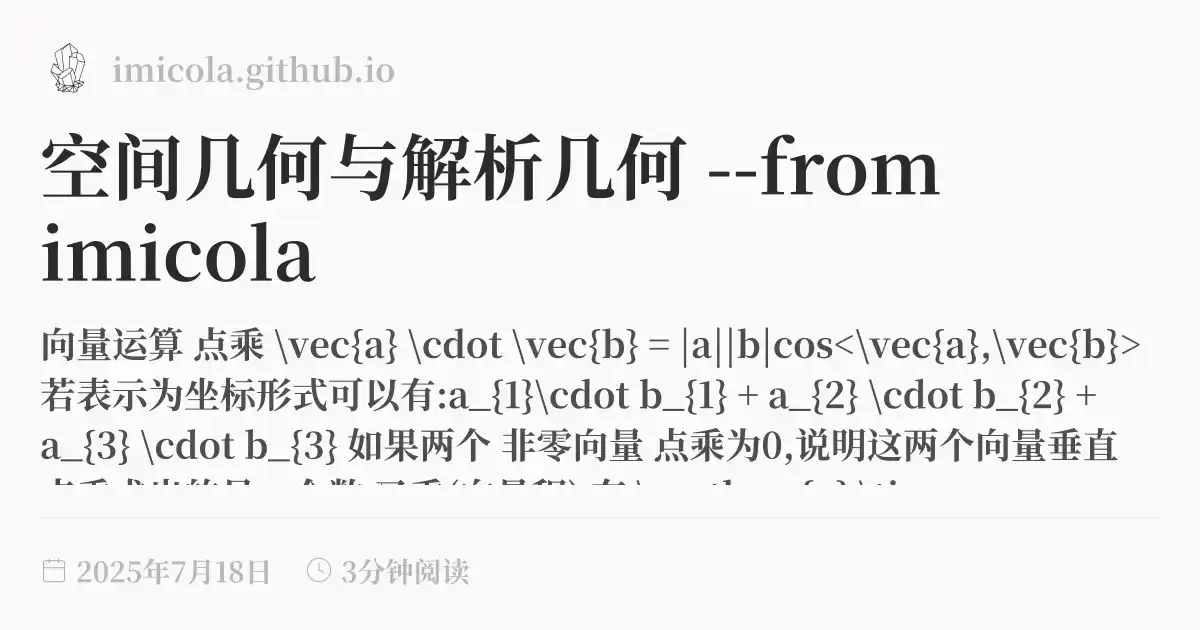 imicola.github.io
空间几何与解析几何 --from
imicola
向量运算 点乘 \vec{a} \cdot \vec{b} = |a||b|cos<\vec{a},\vec{b}>
若表示为坐标形式可以有:a_{1}\cdot b_{1} + a_{2} \cdot b_{2} +
a_{3} \cdot b_{3} 如果两个 非零向量 点乘为0,说明这两个向量垂直
2025年7月18日
3分钟阅读